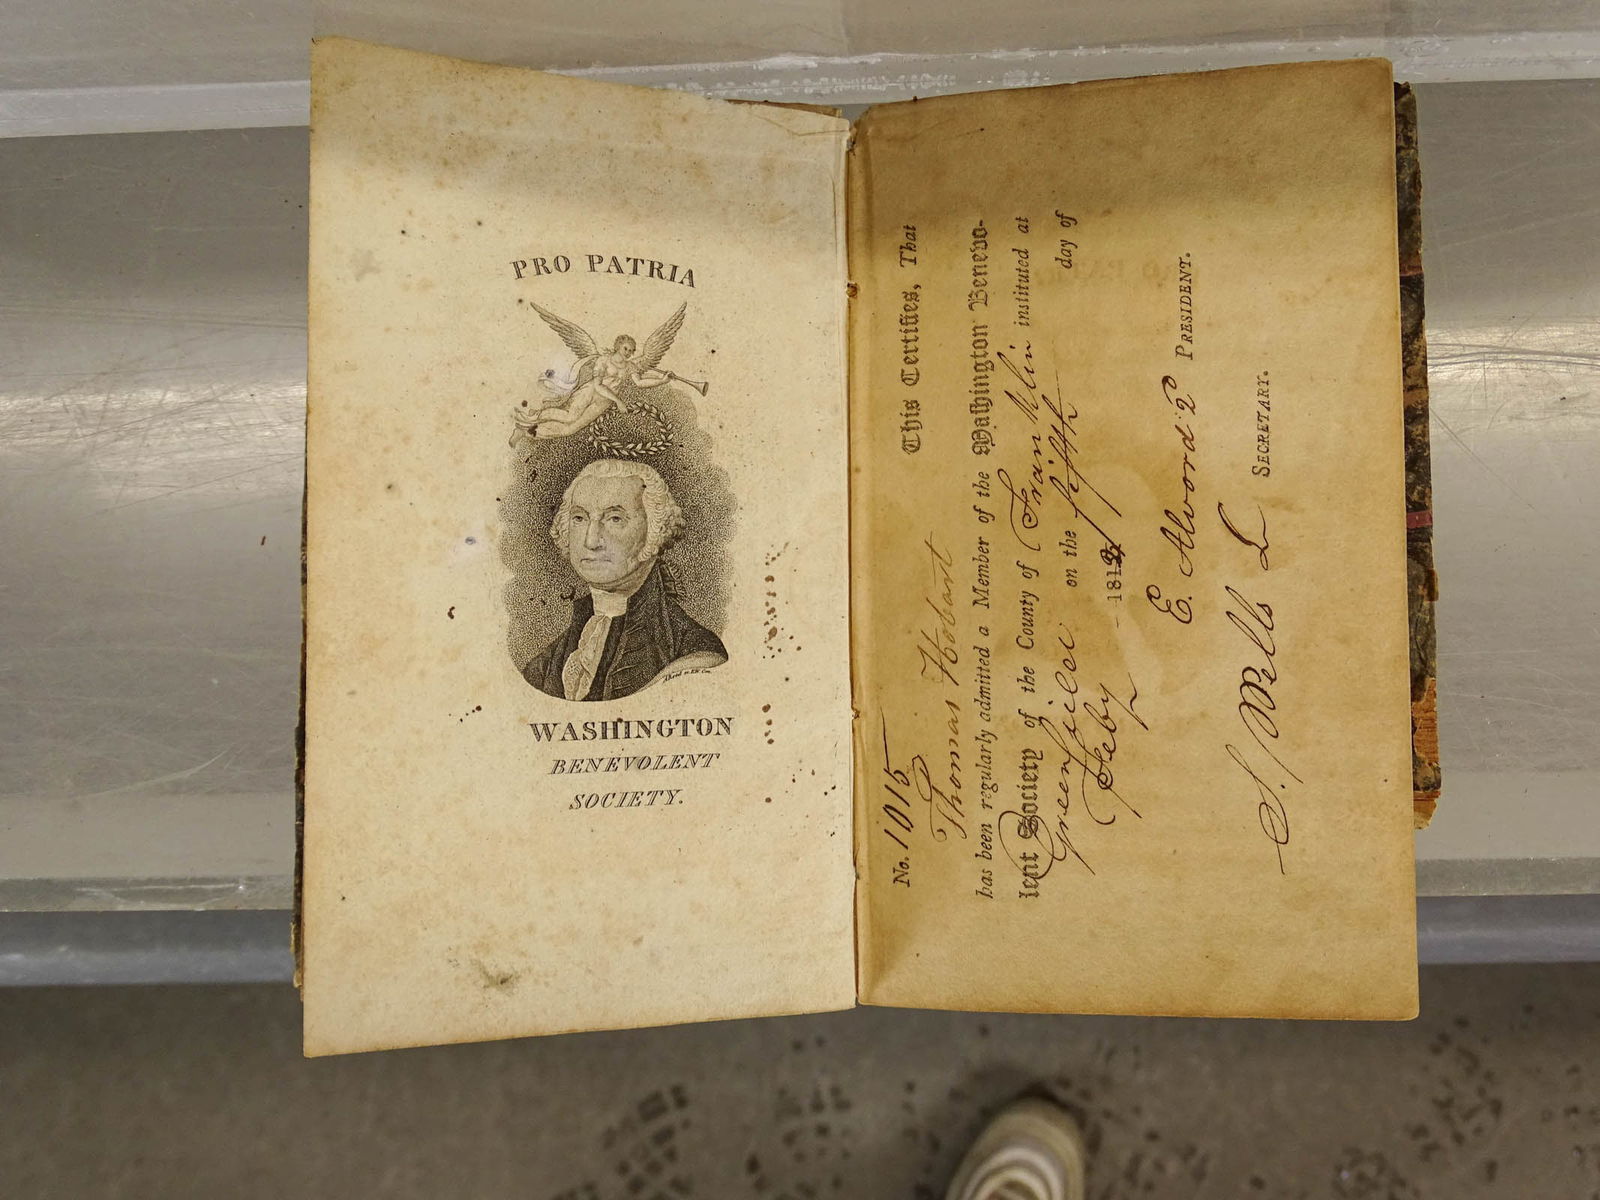 PRO PATRIA
WASHINGTON
BENEVOLENT
SOCIETY.
No. 1015 This Certifies, That
Thomas Hobart
has been regularly admitted a Member of the Washington Benevo-
lent Society of the County of Franklin instituted at
Greenfield on the fifth day of
Feby 181
E. Alvord 2d PRESIDENT.
S. Wells SECRETARY.